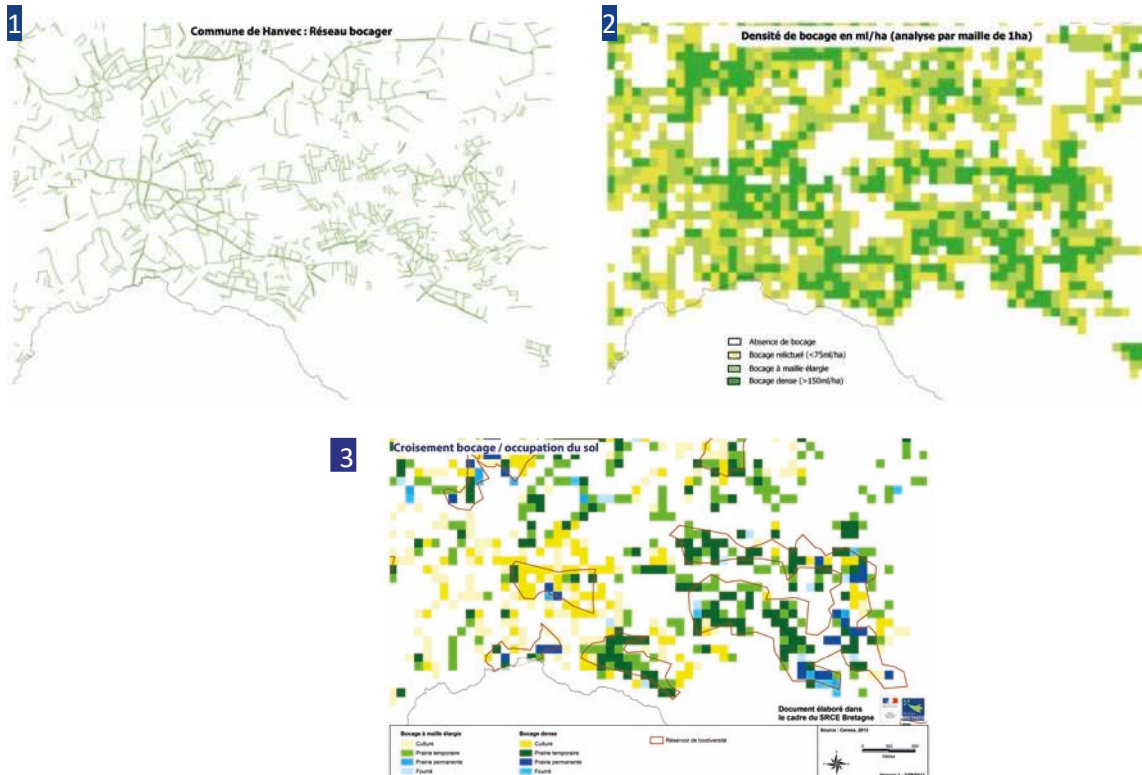 1
Commune de Hanvec : Réseau bocager
2
Densité de bocage en ml/ha (analyse par maille de 1ha)
Absence de bocage
Bocage relictuel (<75ml/ha)
Bocage à maille élargie
Bocage dense (>150ml/ha)
3
Croisement bocage / occupation du sol
Document élaboré dans
le cadre du SRCE Bretagne
Bocage à maille élargie
Culture
Prairie temporaire
Prairie permanente
Fourré
Bocage dense
Culture
Prairie temporaire
Prairie permanente
Fourré
Réservoir de biodiversité
Source : Ceresa, 2013
0